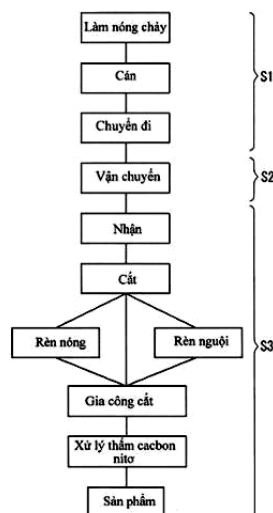 Làm nóng chảy
Cán
S1
Chuyển đi
Vận chuyển
S2
Nhận
Cắt
Rèn nóng
Rèn nguội
S3
Gia công cắt
Xử lý thấm cacbon
nitơ
Sản phẩm